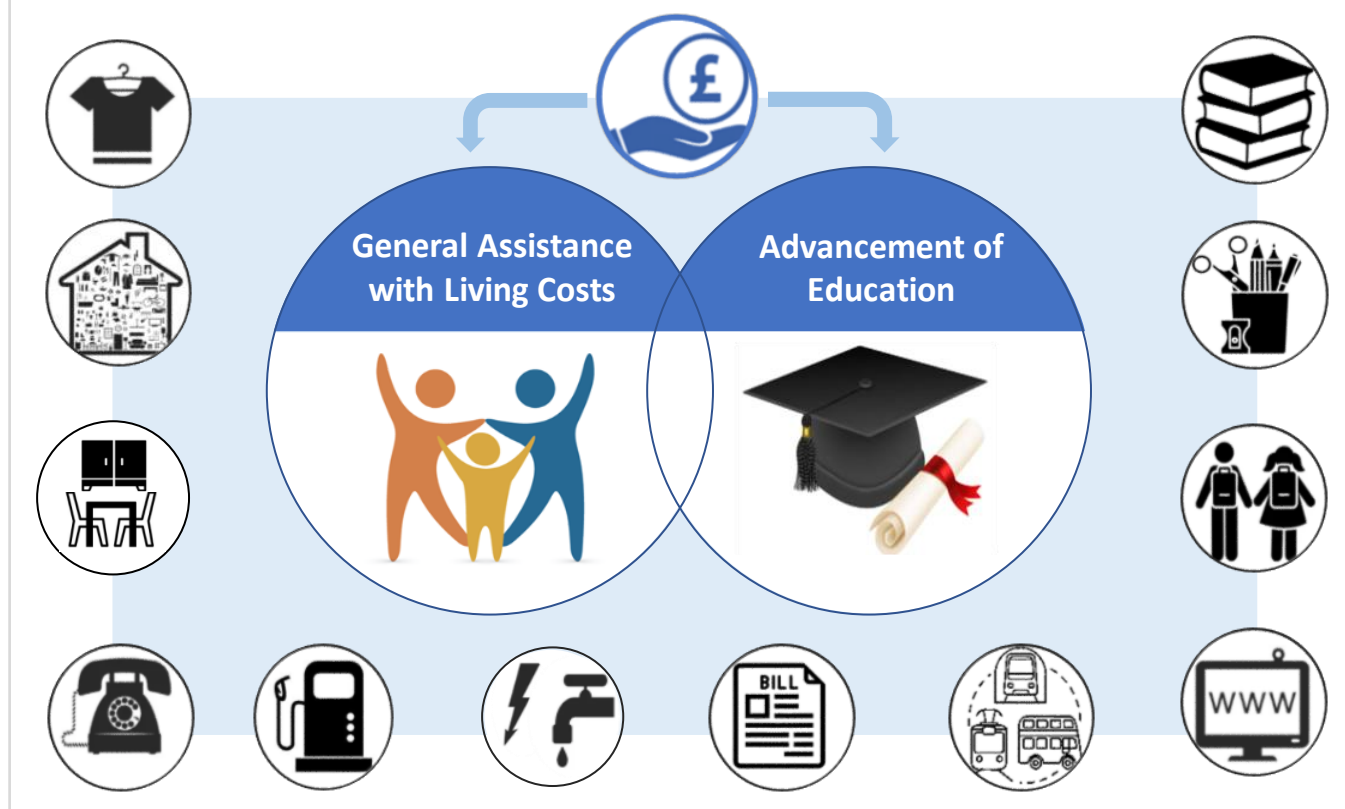 £
General Assistance
with Living Costs
Advancement of
Education
BILL
WWW